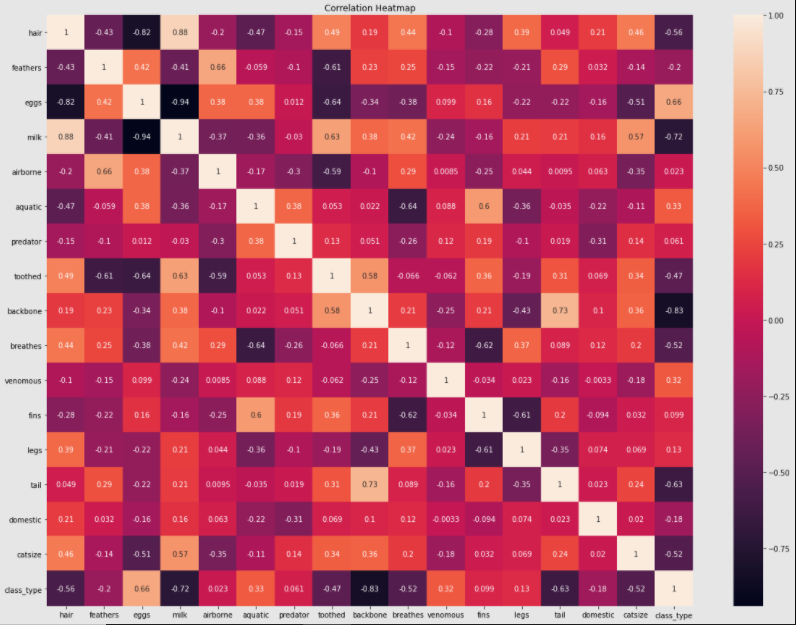 Correlation Heatmap
hair 1 -0.43 -0.82 0.88 -0.2 -0.47 -0.15 0.49 0.19 0.44 -0.1 -0.28 0.39 0.049 0.21 0.46 -0.56
feathers -0.43 1 0.42 -0.41 0.66 -0.059 -0.1 -0.61 0.23 0.25 -0.15 -0.22 -0.21 0.29 0.032 -0.14 -0.2
eggs -0.82 0.42 1 -0.94 0.38 0.38 0.012 -0.64 -0.34 -0.38 0.099 0.16 -0.22 -0.22 -0.16 -0.51 0.66
milk 0.88 -0.41 -0.94 1 -0.37 -0.36 -0.03 0.63 0.38 0.42 -0.24 -0.16 0.21 0.21 0.16 0.57 -0.72
airborne -0.2 0.66 0.38 -0.37 1 -0.17 -0.3 -0.59 -0.1 0.29 0.0085 -0.25 0.044 0.0095 0.063 -0.35 0.023
aquatic -0.47 -0.059 0.38 -0.36 -0.17 1 0.38 0.053 0.022 -0.64 0.088 0.6 -0.36 -0.035 -0.22 -0.11 0.33
predator -0.15 -0.1 0.012 -0.03 -0.3 0.38 1 0.13 0.051 -0.26 0.12 0.19 -0.1 0.019 -0.31 0.14 0.061
toothed 0.49 -0.61 -0.64 0.63 -0.59 0.053 0.13 1 0.58 -0.066 -0.062 0.36 -0.19 0.31 0.069 0.34 -0.47
backbone 0.19 0.23 -0.34 0.38 -0.1 0.022 0.051 0.58 1 0.21 -0.25 0.21 -0.43 0.73 0.1 0.36 -0.83
breathes 0.44 0.25 -0.38 0.42 0.29 -0.64 -0.26 -0.066 0.21 1 -0.12 -0.62 0.37 0.089 0.12 0.2 -0.52
venomous -0.1 -0.15 0.099 -0.24 0.0085 0.088 0.12 -0.062 -0.25 -0.12 1 -0.034 0.023 -0.16 -0.0033 -0.18 0.32
fins -0.28 -0.22 0.16 -0.16 -0.25 0.6 0.19 0.36 0.21 -0.62 -0.034 1 -0.61 0.2 -0.094 0.032 0.099
legs 0.39 -0.21 -0.22 0.21 0.044 -0.36 -0.1 -0.19 -0.43 0.37 0.023 -0.61 1 -0.35 0.074 0.069 0.13
tail 0.049 0.29 -0.22 0.21 0.0095 -0.035 0.019 0.31 0.73 0.089 -0.16 0.2 -0.35 1 0.023 0.24 -0.63
domestic 0.21 0.032 -0.16 0.16 0.063 -0.22 -0.31 0.069 0.1 0.12 -0.0033 -0.094 0.074 0.023 1 0.02 -0.18
catsize 0.46 -0.14 -0.51 0.57 -0.35 -0.11 0.14 0.34 0.36 0.2 -0.18 0.032 0.069 0.24 0.02 1 -0.52
class_type -0.56 -0.2 0.66 -0.72 0.023 0.33 0.061 -0.47 -0.83 -0.52 0.32 0.099 0.13 -0.63 -0.18 -0.52 1
hair feathers eggs milk airborne aquatic predator toothed backbone breathes venomous fins legs tail domestic catsize class_type
1.00
0.75
0.50
0.25
0.00
-0.25
-0.50
-0.75